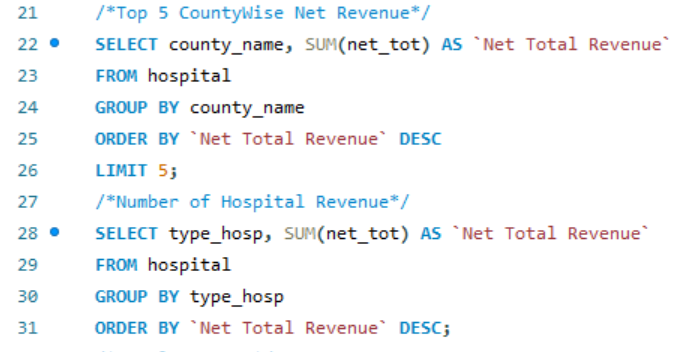 21 /*Top 5 CountyWise Net Revenue*/
22 SELECT county_name, SUM(net_tot) AS `Net Total Revenue`
23 FROM hospital
24 GROUP BY county_name
25 ORDER BY `Net Total Revenue` DESC
26 LIMIT 5;
27 /*Number of Hospital Revenue*/
28 SELECT type_hosp, SUM(net_tot) AS `Net Total Revenue`
29 FROM hospital
30 GROUP BY type_hosp
31 ORDER BY `Net Total Revenue` DESC;